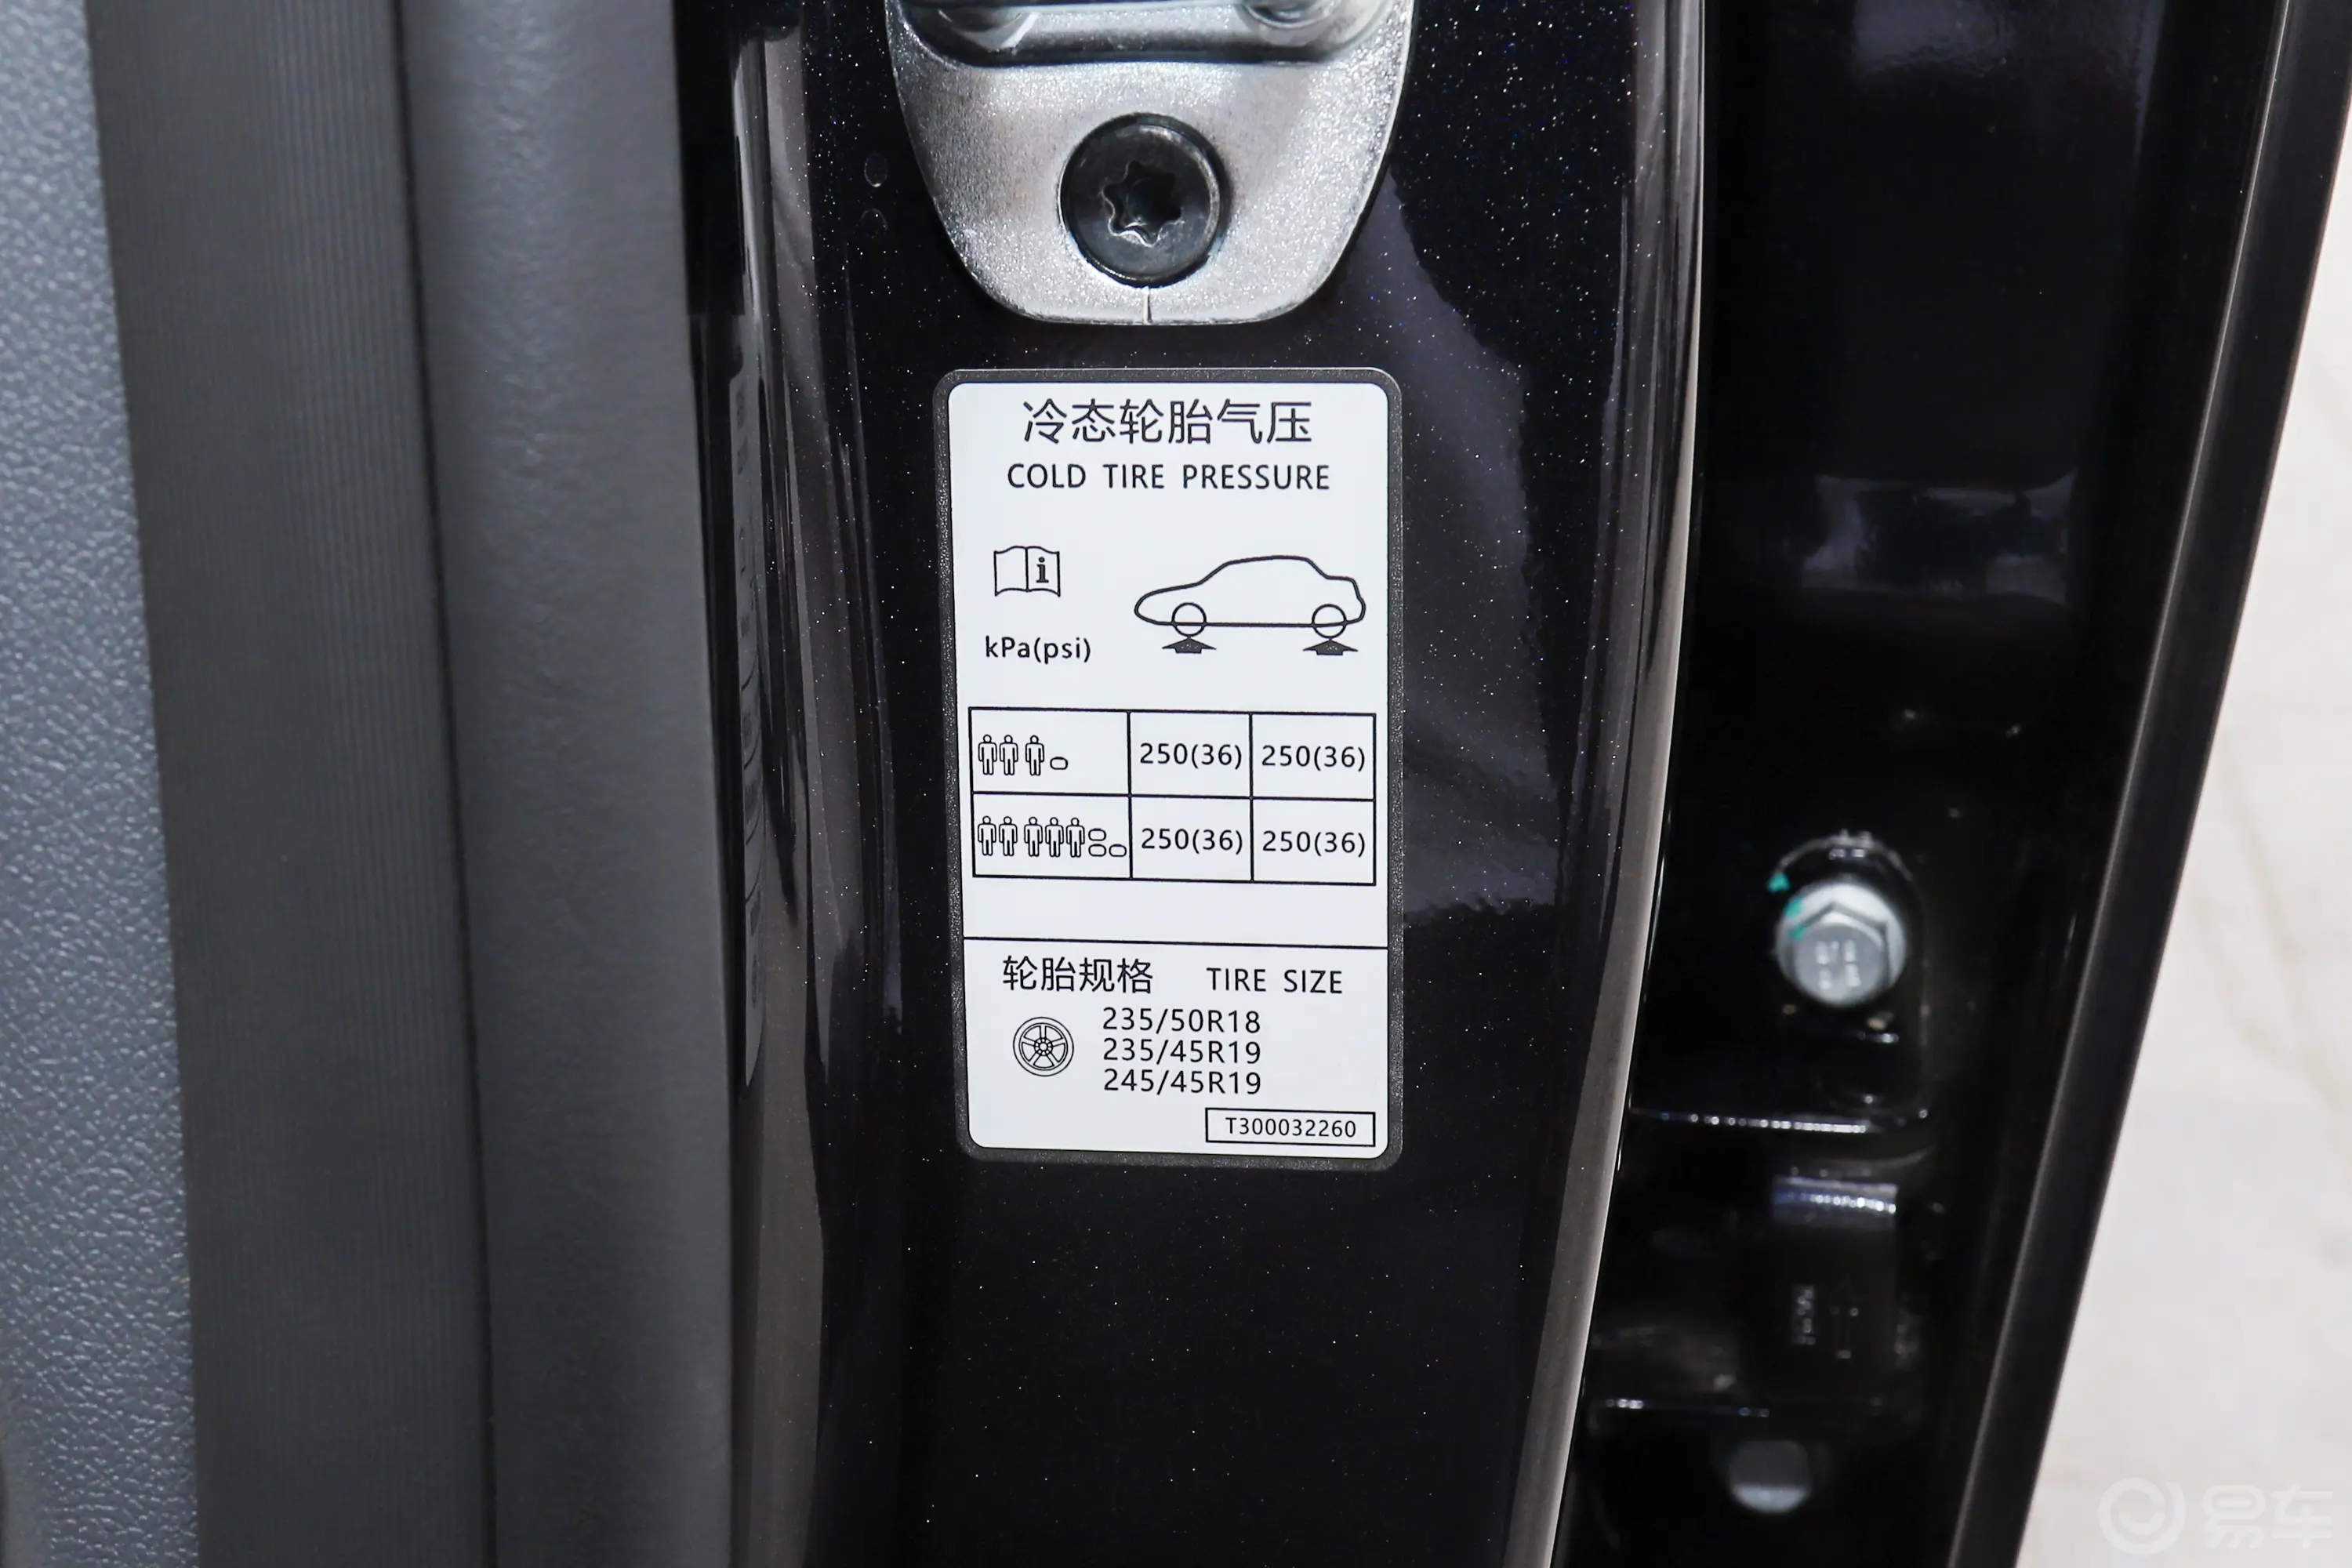 冷态轮胎气压
COLD TIRE PRESSURE
i
kPa(psi)
250(36) 250(36)
250(36) 250(36)
轮胎规格 TIRE SIZE
235/50R18
235/45R19
245/45R19
T300032260
易车